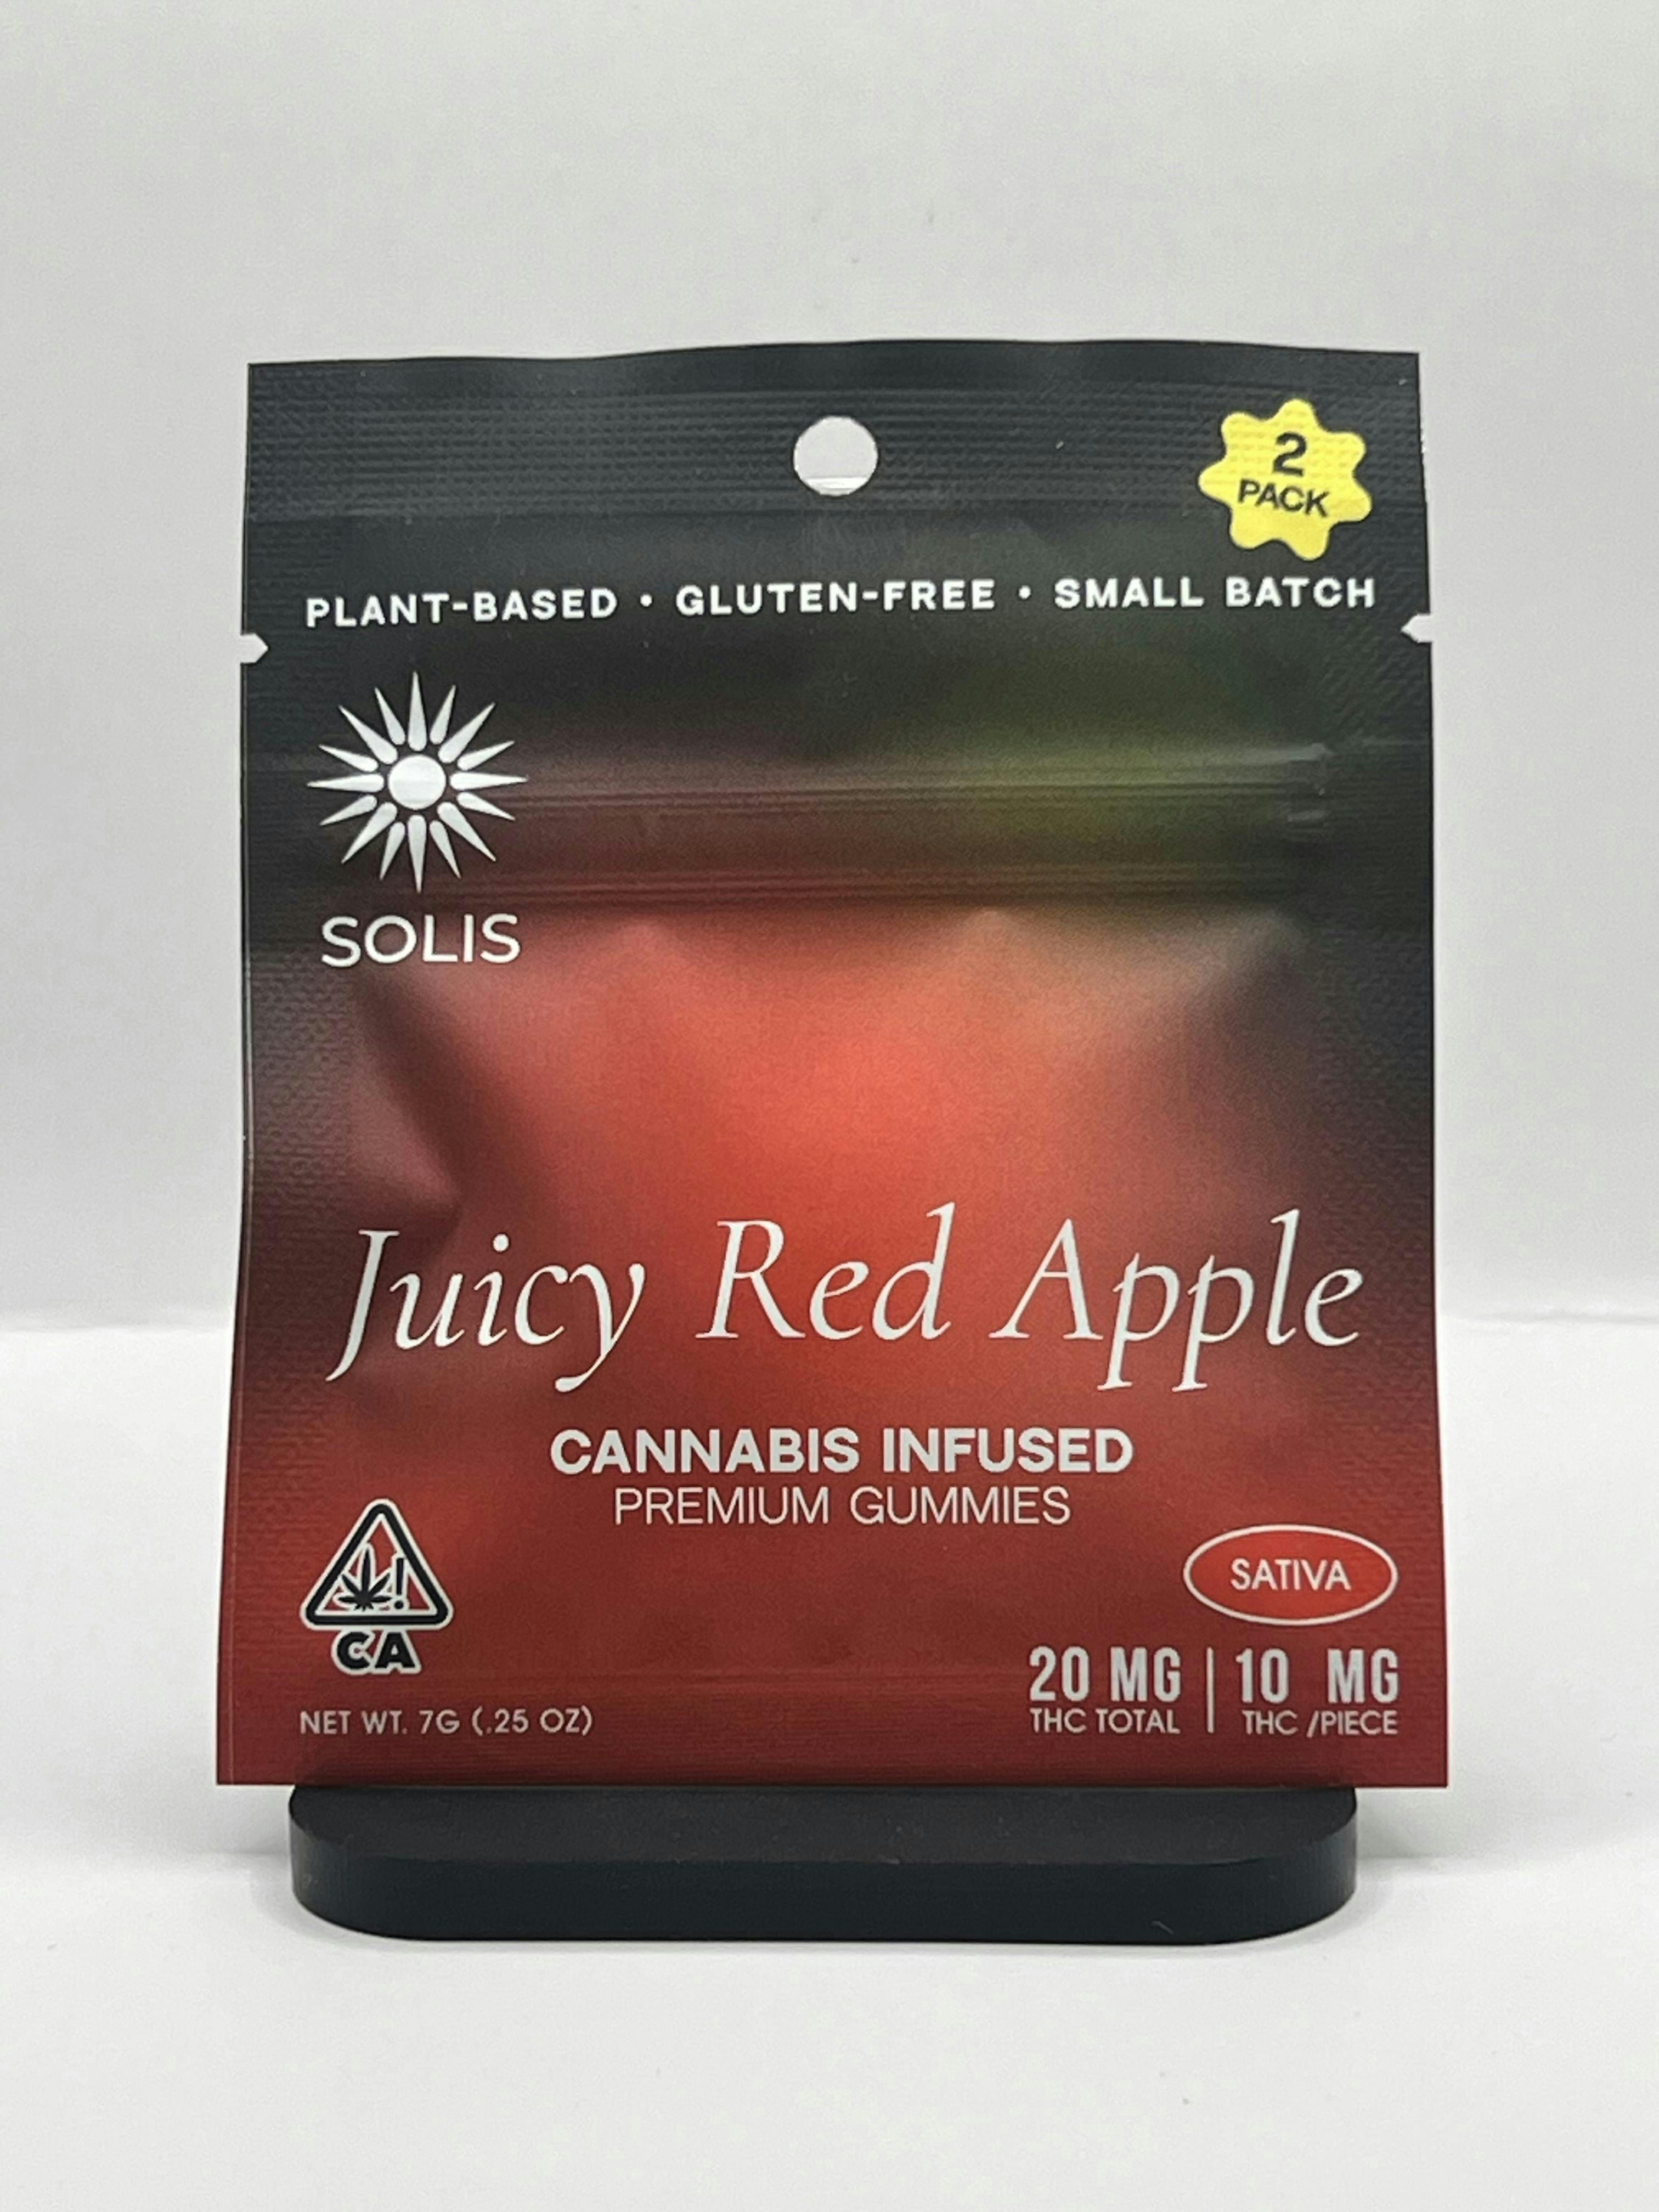 2
PACK
PLANT-BASED • GLUTEN-FREE • SMALL BATCH
SOLIS
Juicy Red Apple
CANNABIS INFUSED
PREMIUM GUMMIES
!
CA
SATIVA
NET WT. 7G (.25 OZ)
20 MG | 10 MG
THC TOTAL | THC /PIECE